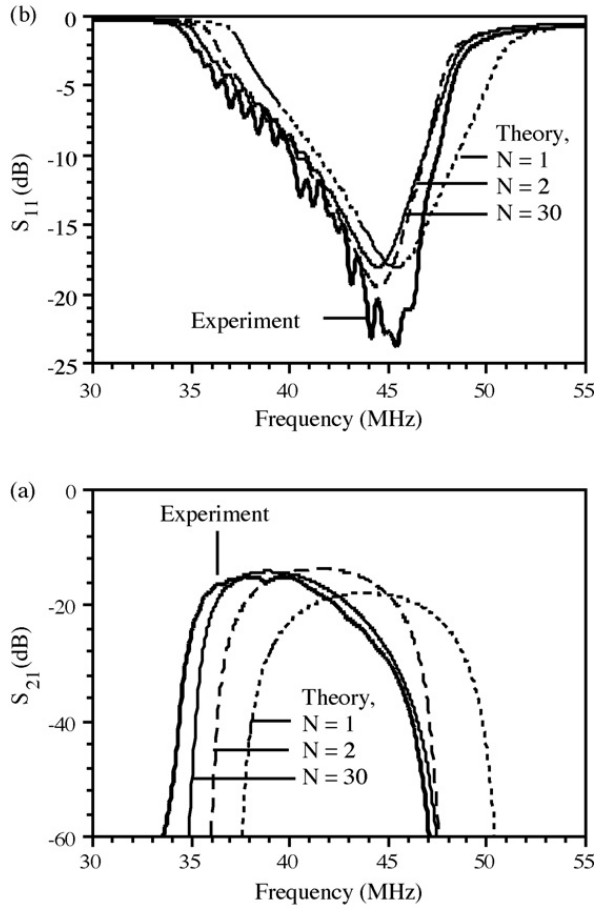 (b)
0
-5
-10
-15
-20
-25
S11 (dB)
Theory,
N = 1
N = 2
N = 30
Experiment
30 35 40 45 50 55
Frequency (MHz)
(a)
0
-20
-40
-60
S21 (dB)
Experiment
Theory,
N = 1
N = 2
N = 30
30 35 40 45 50 55
Frequency (MHz)